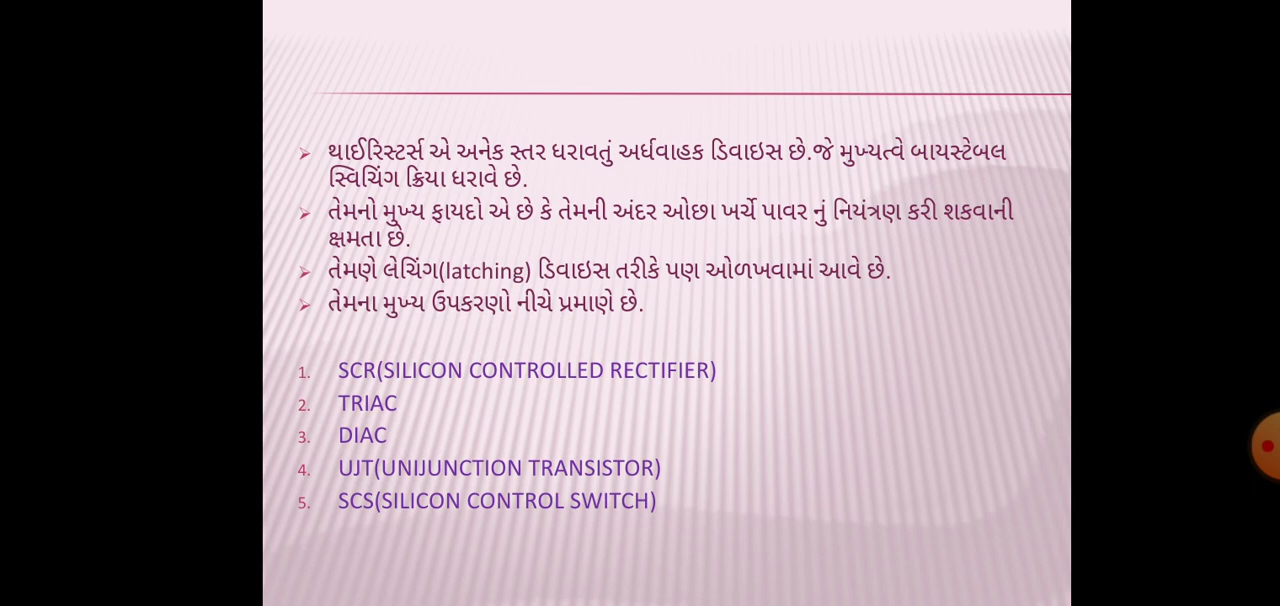 ➢ થાઈરિસ્ટર્સ એ અનેક સ્તર ધરાવતું અર્ધવાહક ડિવાઇસ છે.જે મુખ્યત્વે બાયસ્ટેબલ
સ્વિચિંગ ક્રિયા ધરાવે છે.
➢ તેમનો મુખ્ય ફાયદો એ છે કે તેમની અંદર ઓછા ખર્ચે પાવર નું નિયંત્રણ કરી શકવાની
ક્ષમતા છે.
➢ તેમણે લેચિંગ(latching) ડિવાઇસ તરીકે પણ ઓળખવામાં આવે છે.
➢ તેમના મુખ્ય ઉપકરણો નીચે પ્રમાણે છે.
1. SCR(SILICON CONTROLLED RECTIFIER)
2. TRIAC
3. DIAC
4. UJT(UNIJUNCTION TRANSISTOR)
5. SCS(SILICON CONTROL SWITCH)